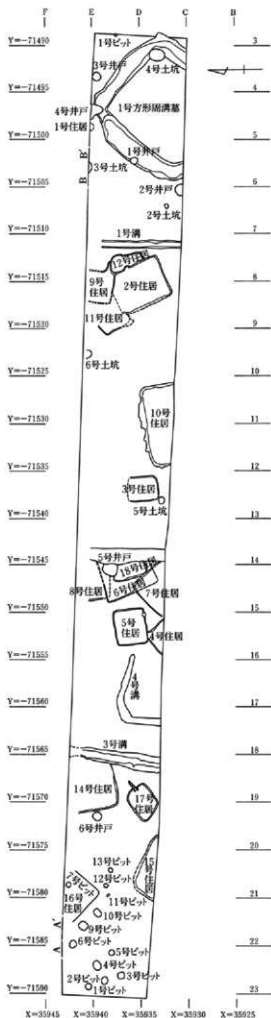 F E D C B
Y=-71490 1号ピット 3
3号井戸 4号土坑
Y=-71495 4
4号井戸 1号方形周溝墓
Y=-71500 1号住居 5
1号井戸
B' 3号土坑
Y=-71505 B 2号井戸 6
2号土坑
Y=-71510 1号溝 7
12号住居
Y=-71515 9号住居 2号住居 8
11号住居
Y=-71520 9
6号土坑
Y=-71525 10
10号住居
Y=-71530 11
Y=-71535 12
3号住居
5号土坑
Y=-71540 13
Y=-71545 5号井戸 14
18号住居
8号住居 6号住居 7号住居
Y=-71550 15
5号住居 4号住居
Y=-71555 16
4号溝
Y=-71560 17
3号溝
Y=-71565 18
14号住居
Y=-71570 17号住居 19
6号井戸
Y=-71575 20
13号ピット 15号住居
7号ピット 12号ピット
Y=-71580 16号住居 11号ピット 21
10号ピット
A' 9号ピット
Y=-71585 6号ピット 22
A 5号ピット
4号ピット
2号ピット 3号ピット
Y=-71590 1号ピット 23
X=35945 X=35940 X=35935 X=35930 X=35925